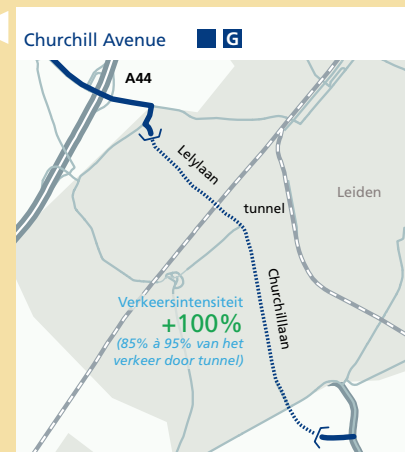 Churchill Avenue G
A44
Lelylaan
tunnel
Leiden
Churchilllaan
Verkeersintensiteit
+100%
(85% à 95% van het
verkeer door tunnel)